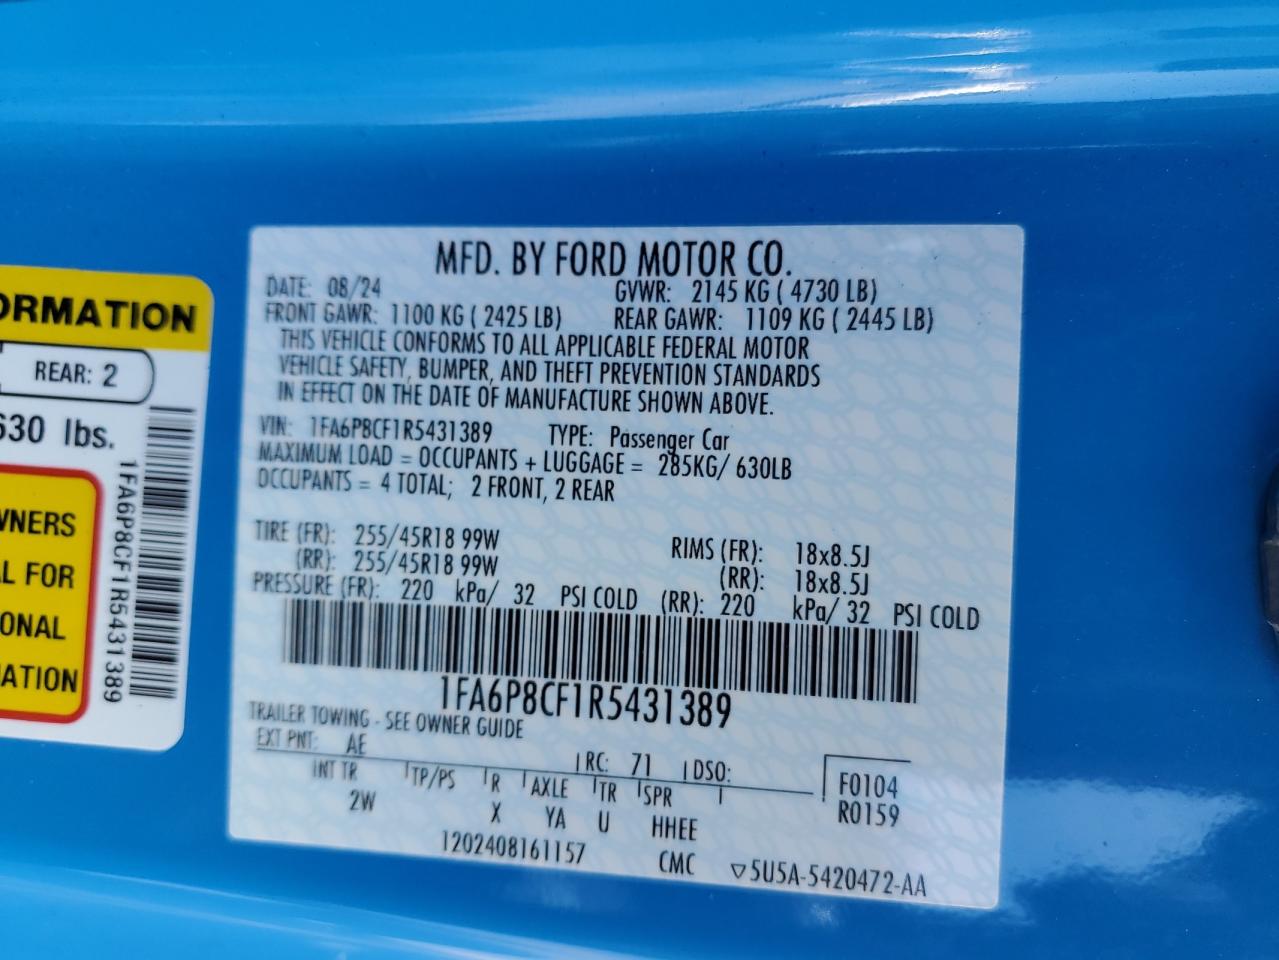 ORMATION
REAR: 2
630 lbs.
1FA6P8CF1R5431389
WNERS
L FOR
ONAL
ATION
MFD. BY FORD MOTOR CO.
DATE: 08/24 GVWR: 2145 KG ( 4730 LB)
FRONT GAWR: 1100 KG ( 2425 LB) REAR GAWR: 1109 KG ( 2445 LB)
THIS VEHICLE CONFORMS TO ALL APPLICABLE FEDERAL MOTOR
VEHICLE SAFETY, BUMPER, AND THEFT PREVENTION STANDARDS
IN EFFECT ON THE DATE OF MANUFACTURE SHOWN ABOVE.
VIN: 1FA6P8CF1R5431389 TYPE: Passenger Car
MAXIMUM LOAD = OCCUPANTS + LUGGAGE = 285KG/ 630LB
OCCUPANTS = 4 TOTAL; 2 FRONT, 2 REAR
TIRE (FR): 255/45R18 99W RIMS (FR): 18x8.5J
(RR): 255/45R18 99W (RR): 18x8.5J
PRESSURE (FR): 220 kPa/ 32 PSI COLD (RR): 220 kPa/ 32 PSI COLD
1FA6P8CF1R5431389
TRAILER TOWING - SEE OWNER GUIDE
EXT PNT: AE RC: 71 DSO:
INT TR TP/PS R AXLE TR SPR F0104
2W X YA U HHEE R0159
1202408161157 CMC ▽5U5A-5420472-AA